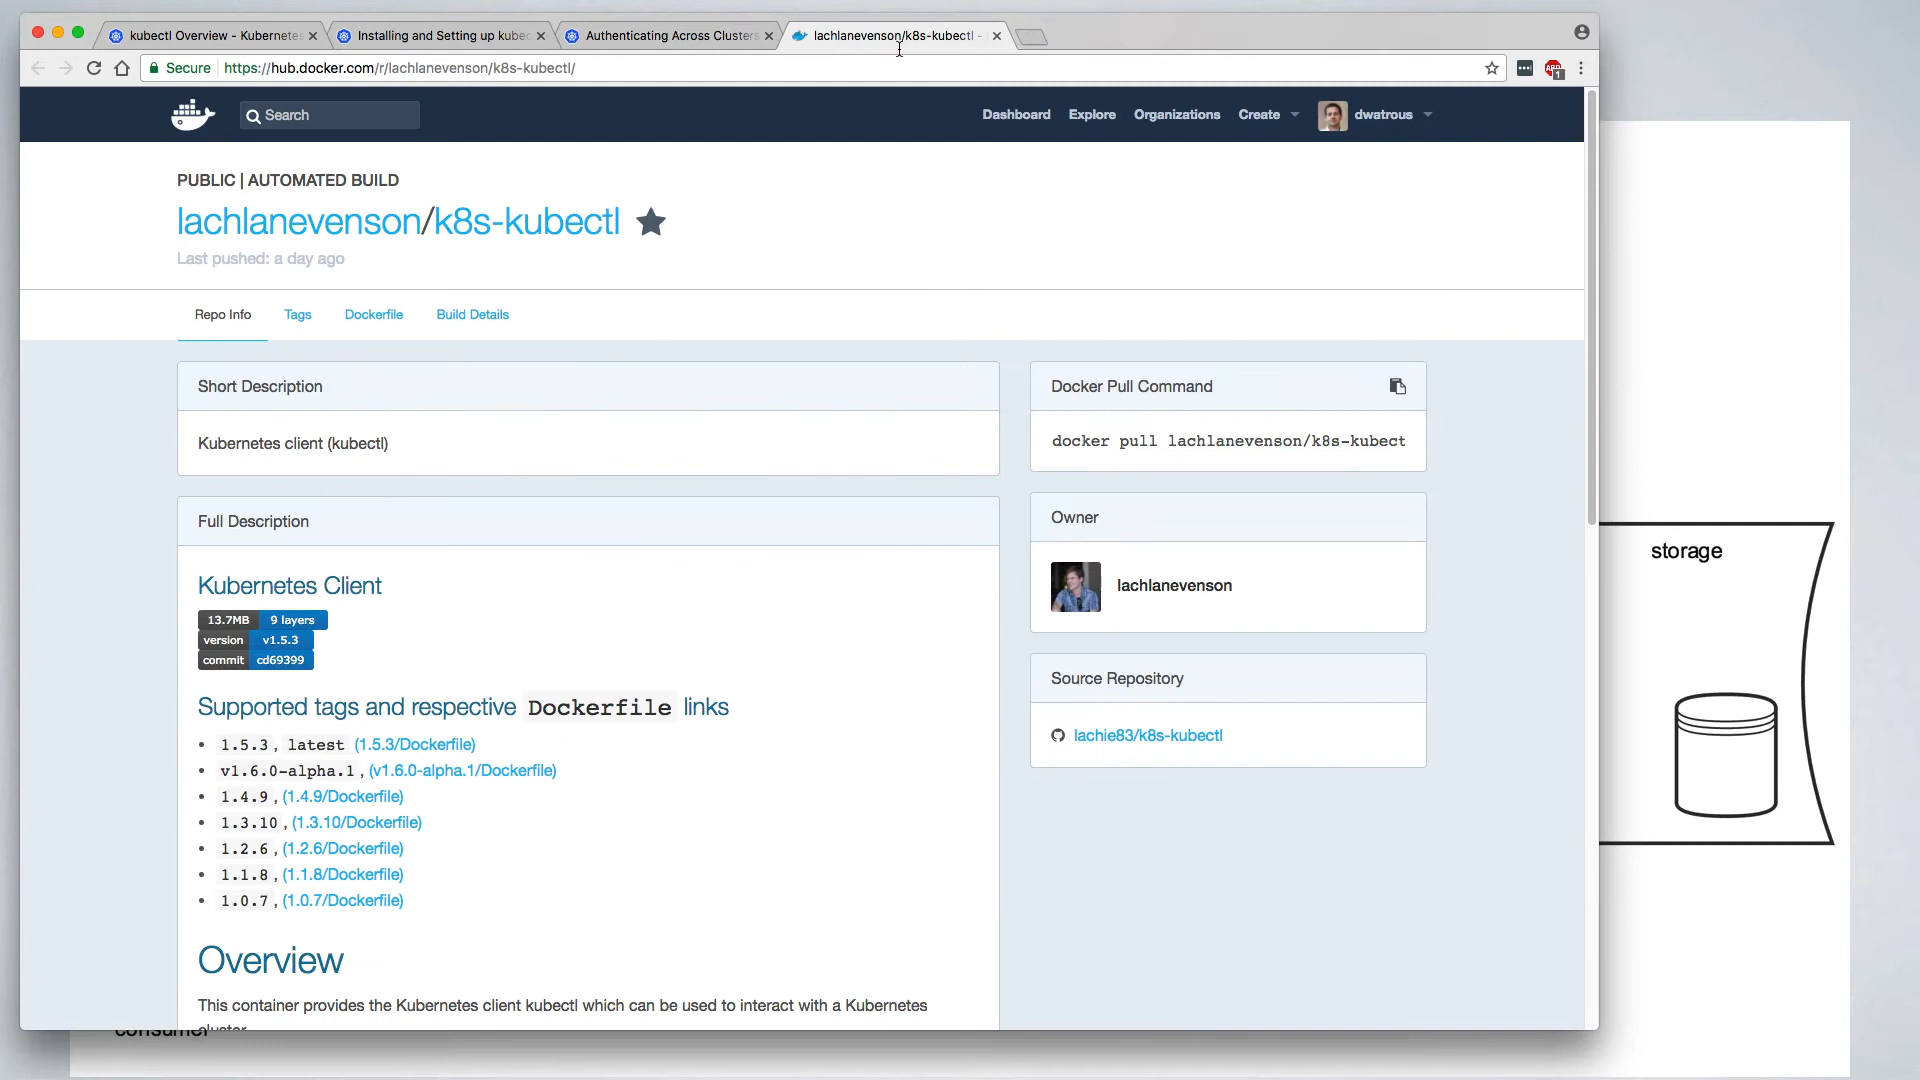 kubectl Overview - Kubernetes
Installing and Setting up kubec
Authenticating Across Clusters
lachlanevenson/k8s-kubectl -
Secure
https://hub.docker.com/r/lachlanevenson/k8s-kubectl/
ABP
1
Search
Dashboard
Explore
Organizations
Create
dwatrous
PUBLIC | AUTOMATED BUILD
lachlanevenson/k8s-kubectl
Last pushed: a day ago
Repo Info
Tags
Dockerfile
Build Details
Short Description
Kubernetes client (kubectl)
Docker Pull Command
docker pull lachlanevenson/k8s-kubect
Full Description
Kubernetes Client
13.7MB 9 layers
version v1.5.3
commit cd69399
Supported tags and respective Dockerfile links
• 1.5.3, latest (1.5.3/Dockerfile)
• v1.6.0-alpha.1, (v1.6.0-alpha.1/Dockerfile)
• 1.4.9, (1.4.9/Dockerfile)
• 1.3.10, (1.3.10/Dockerfile)
• 1.2.6, (1.2.6/Dockerfile)
• 1.1.8, (1.1.8/Dockerfile)
• 1.0.7, (1.0.7/Dockerfile)
Overview
This container provides the Kubernetes client kubectl which can be used to interact with a Kubernetes
cluster
Owner
lachlanevenson
Source Repository
lachie83/k8s-kubectl
storage
consumer